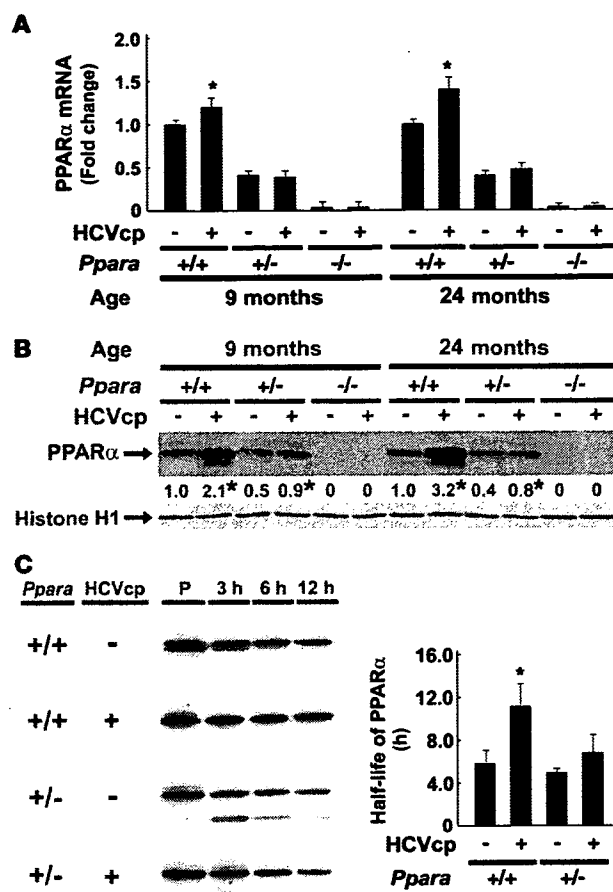 A
PPARα mRNA
(Fold change)
2.0
1.5
1.0
0.5
0
*
*
HCVcp - + - + - + - + - + - +
Ppara +/+ +/- -/- +/+ +/- -/-
Age 9 months 24 months
B
Age 9 months 24 months
Ppara +/+ +/- -/- +/+ +/- -/-
HCVcp - + - + - + - + - + - +
PPARα
1.0 2.1* 0.5 0.9* 0 0 1.0 3.2* 0.4 0.8* 0 0
Histone H1
C
Ppara HCVcp P 3 h 6 h 12 h
+/+ -
+/+ +
+/- -
+/- +
Half-life of PPARα
(h)
16.0
12.0
8.0
4.0
0
*
HCVcp - + - +
Ppara +/+ +/-